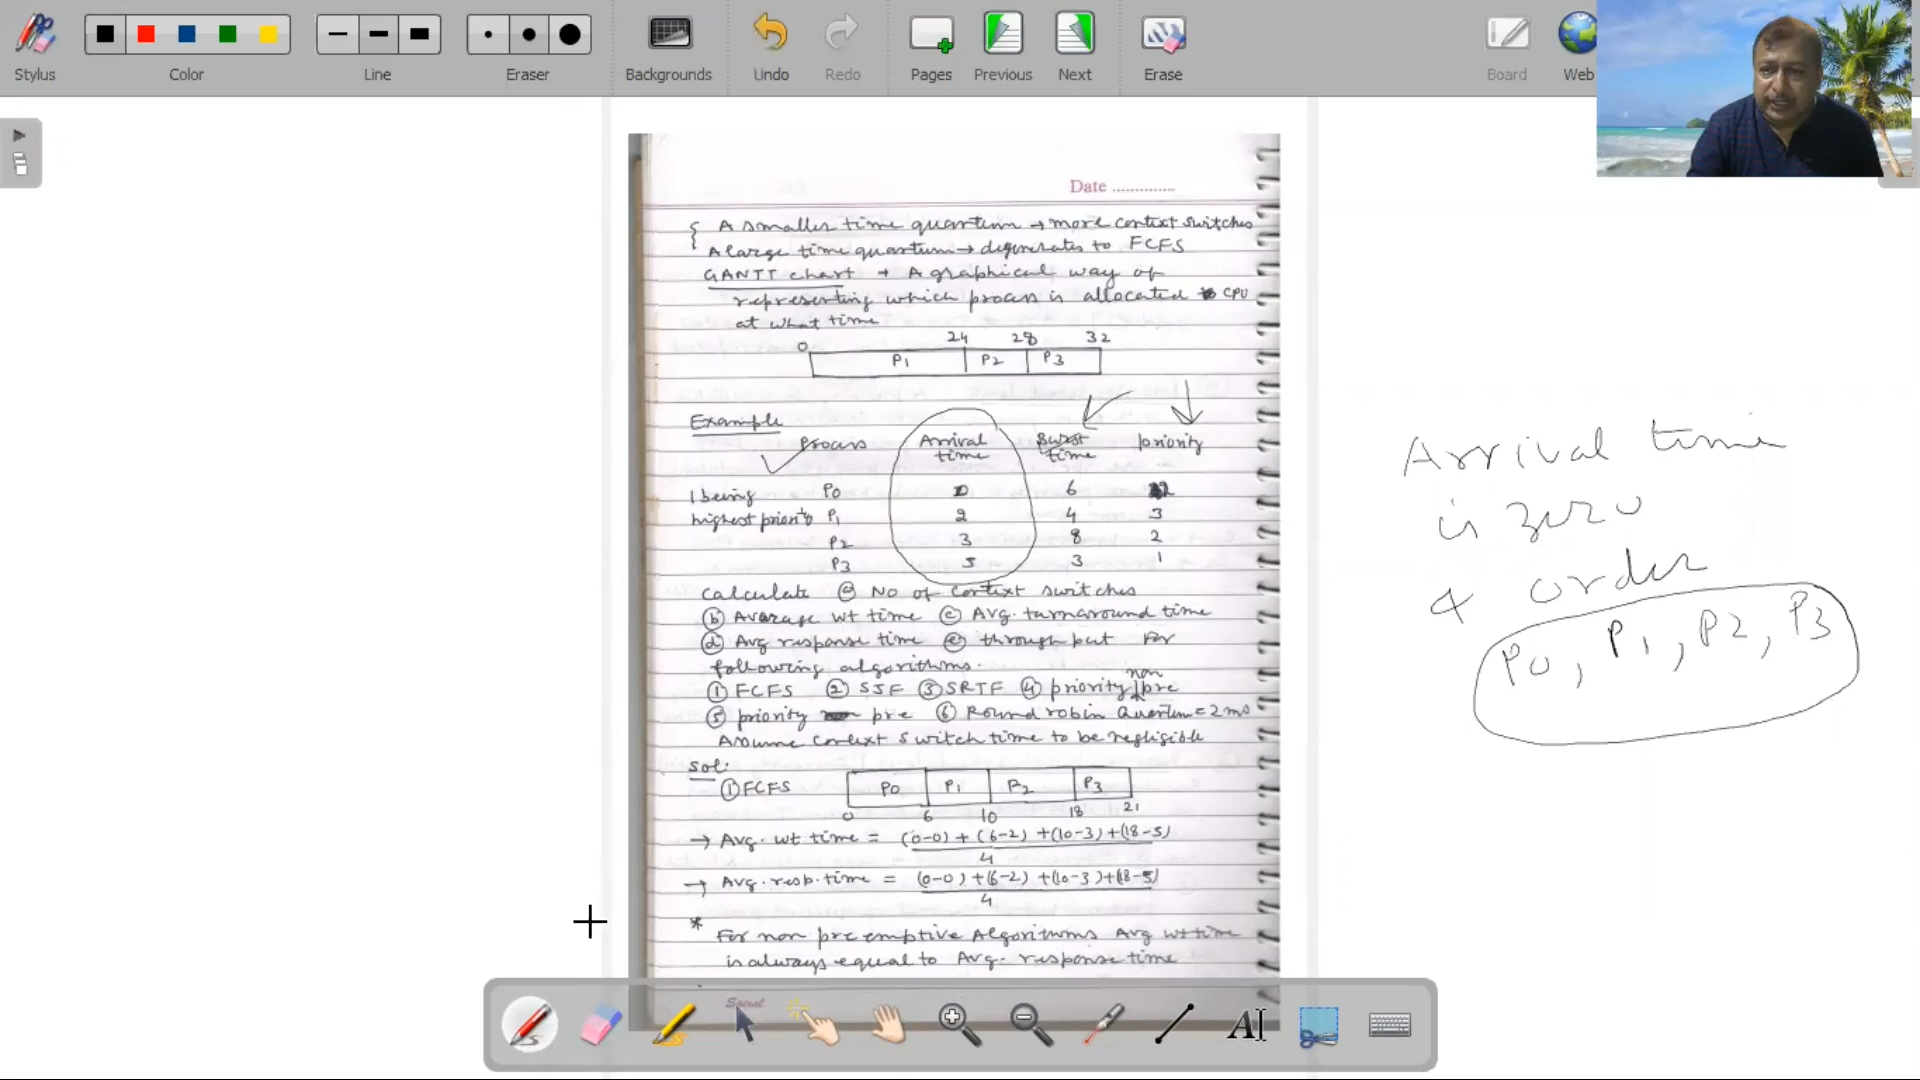 Stylus Color Line Eraser Backgrounds Undo Redo Pages Previous Next Erase Board Web
Date ..............
{ A smaller time quantum → more context switches
A large time quantum → degenerates to FCFS
GANTT chart → A graphical way of
representing which process is allocated to CPU
at what time
0 24 28 32
P1 P2 P3
Example
Process Arrival time Burst time priority
1 being P0 0 6
highest priority P1 2 4 3
P2 3 8 2
P3 5 3 1
Calculate (a) No of context switches
(b) Average wt time (c) Avg. turnaround time
(d) Avg response time (e) through put for
following algorithms.
non
(1) FCFS (2) SJF (3) SRTF (4) priority pre
(5) priority pre (6) Round robin Quantum = 2 ms
Assume context switch time to be negligible
Sol:
(1) FCFS P0 P1 P2 P3
0 6 10 18 21
→ Avg. wt time = (0-0) + (6-2) + (10-3) + (18-5)
4
→ Avg. resp. time = (0-0) + (6-2) + (10-3) + (18-5)
4
* For non preemptive Algorithms Avg wt time
is always equal to Avg. response time
Spiral
Arrival time
is zero
& order
P0, P1, P2, P3